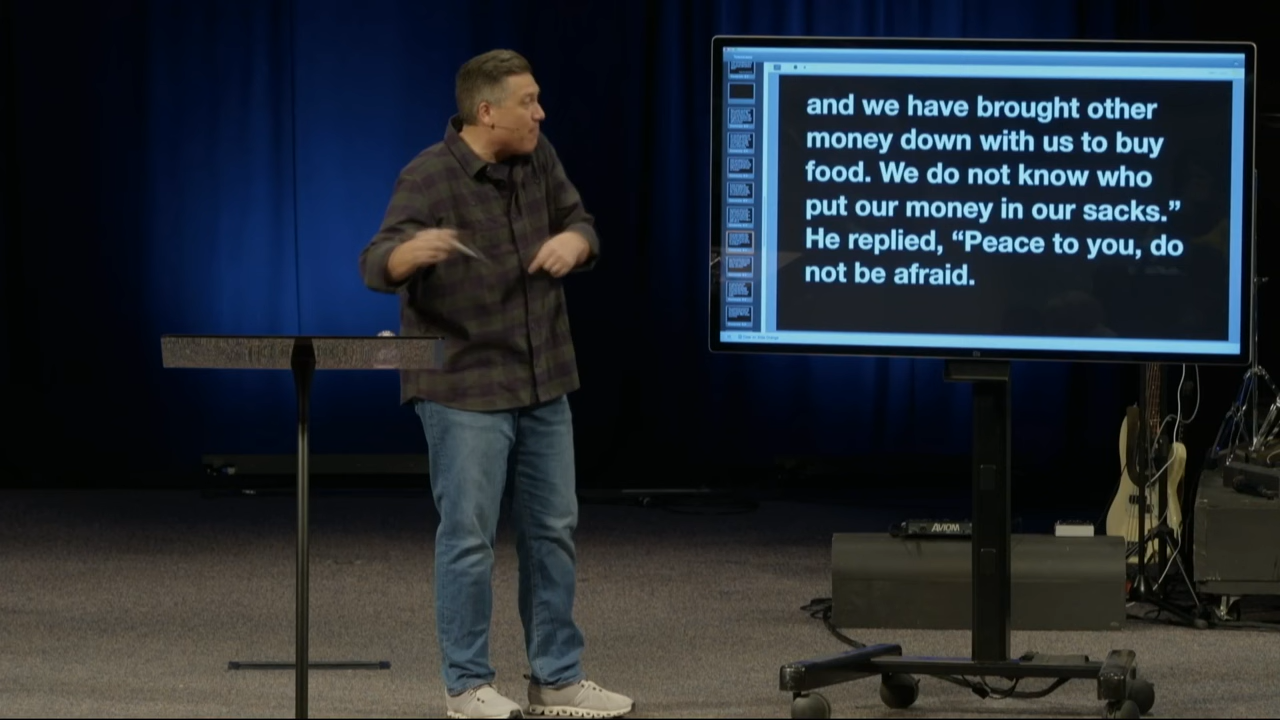 and we have brought other
money down with us to buy
food. We do not know who
put our money in our sacks.”
He replied, “Peace to you, do
not be afraid.
AVIOM